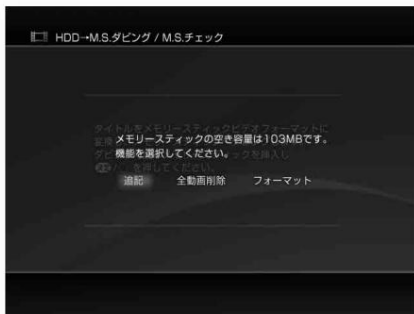 HDD→M.S.ダビング / M.S.チェック
メモリースティックの空き容量は103MBです。
機能を選択してください。
追記 全動画削除 フォーマット